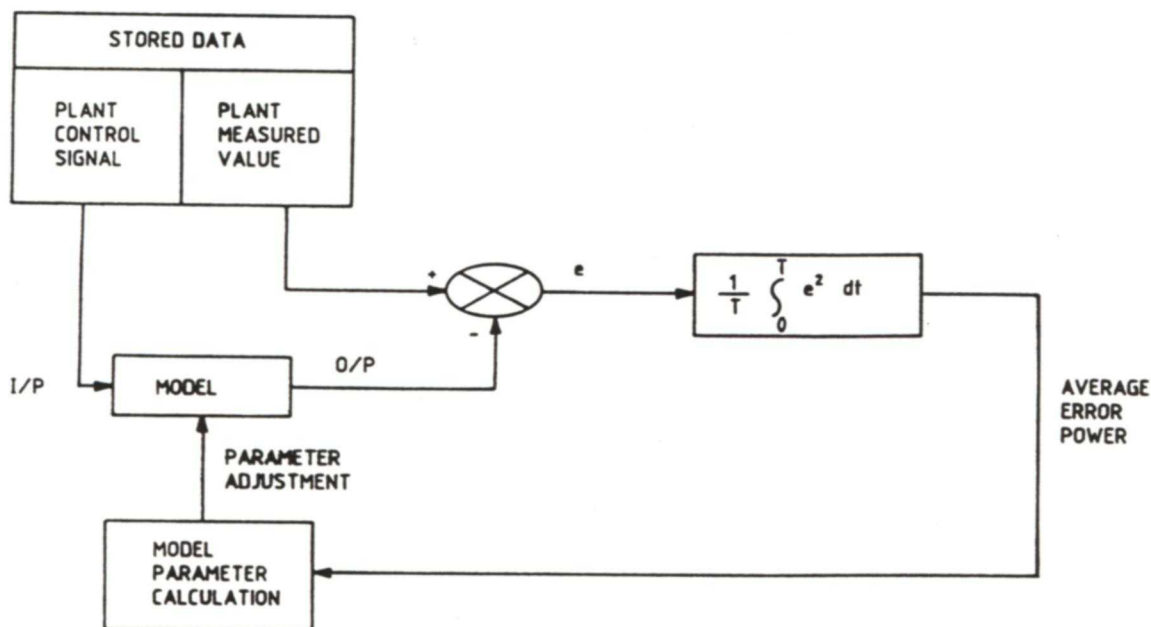 STORED DATA
PLANT
CONTROL
SIGNAL
PLANT
MEASURED
VALUE
+
e
1/T ∫₀ᵀ e² dt
-
I/P
MODEL
O/P
AVERAGE
ERROR
POWER
PARAMETER
ADJUSTMENT
MODEL
PARAMETER
CALCULATION